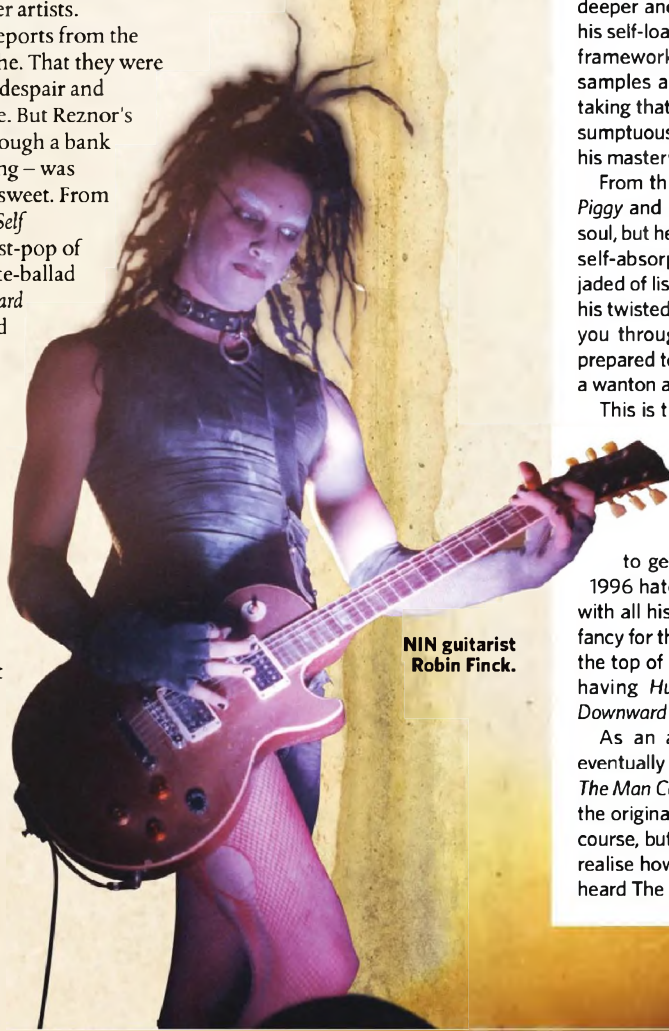 er artists.
eports from the
ne. That they were
despair and
e. But Reznor's
ough a bank
ng – was
sweet. From
Self
st-pop of
te-ballad
ard
d
t
NIN guitarist
Robin Finck.
deeper and
his self-loa
framework
samples a
taking that
sumptuous
his master
From th
Piggy and
soul, but he
self-absorp
jaded of lis
his twisted
you throug
prepared to
a wanton a
This is t
to ge
1996 hate
with all his
fancy for th
the top of
having Hu
Downward
As an a
eventually
The Man Co
the origina
course, but
realise how
heard The